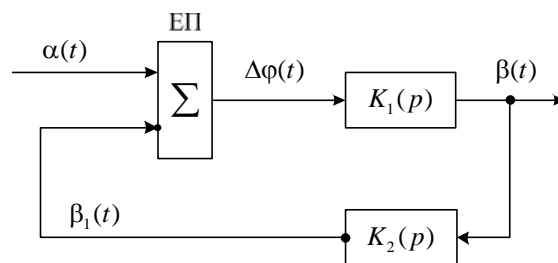 ЕП
α(t)
Σ
Δφ(t)
K₁(p)
β(t)
β₁(t)
K₂(p)